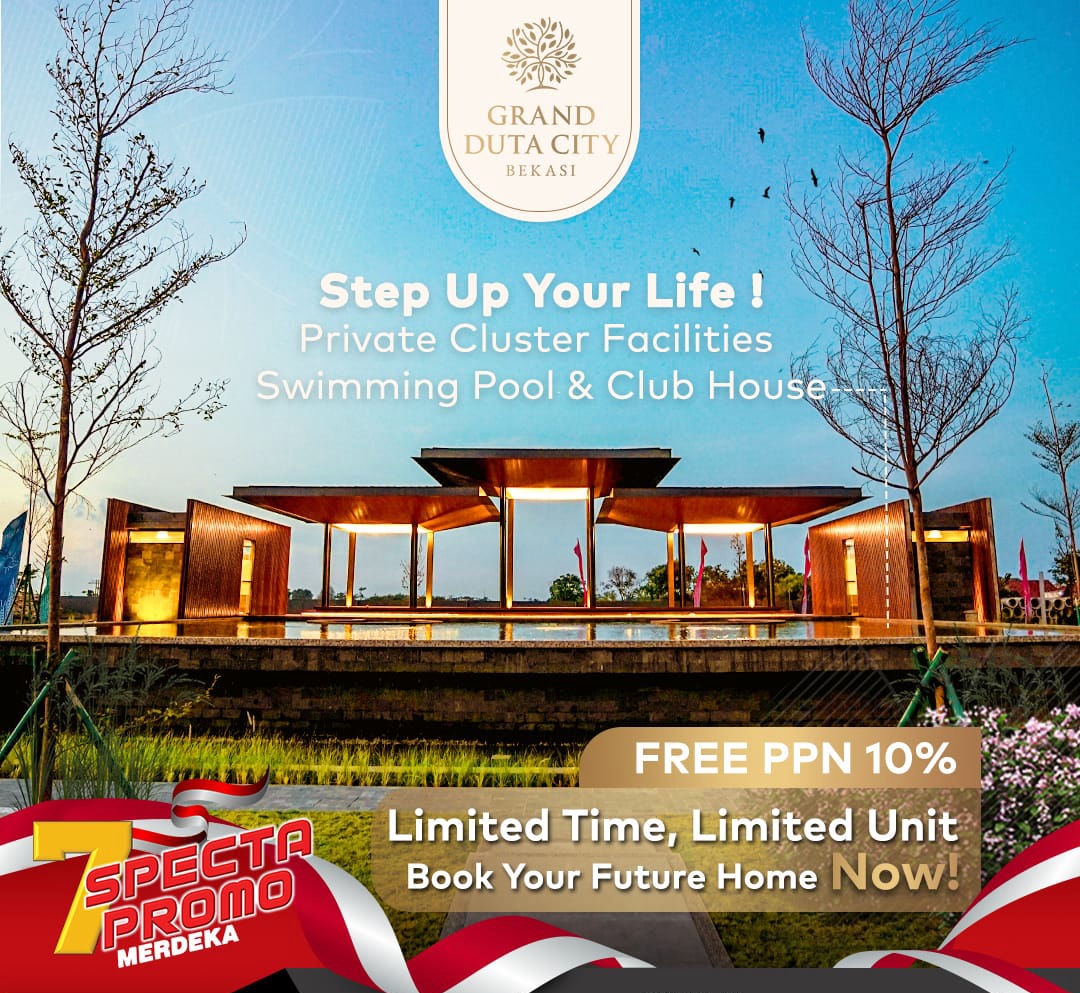 GRAND
DUTA CITY
BEKASI
Step Up Your Life !
Private Cluster Facilities
Swimming Pool & Club House
FREE PPN 10%
Limited Time, Limited Unit
Book Your Future Home Now!
7 SPECTA
PROMO
MERDEKA